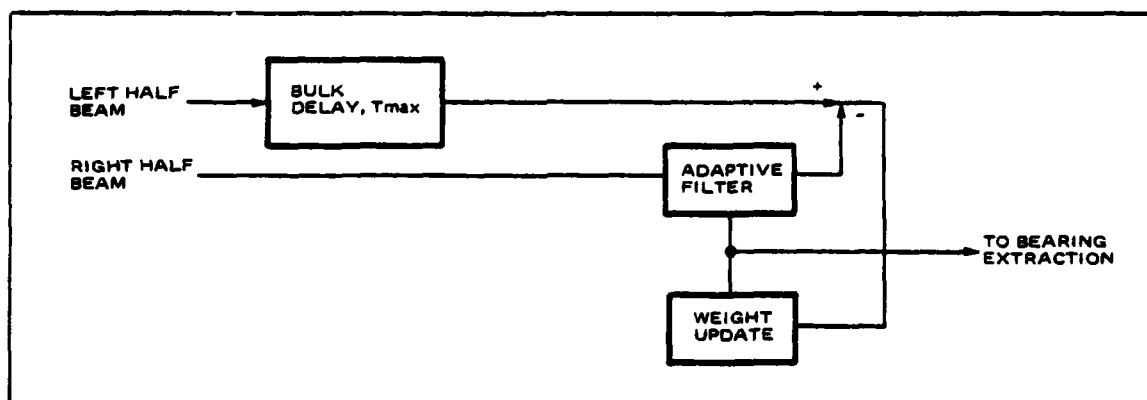 LEFT HALF
BEAM
BULK
DELAY, Tmax
+
-
RIGHT HALF
BEAM
ADAPTIVE
FILTER
TO BEARING
EXTRACTION
WEIGHT
UPDATE